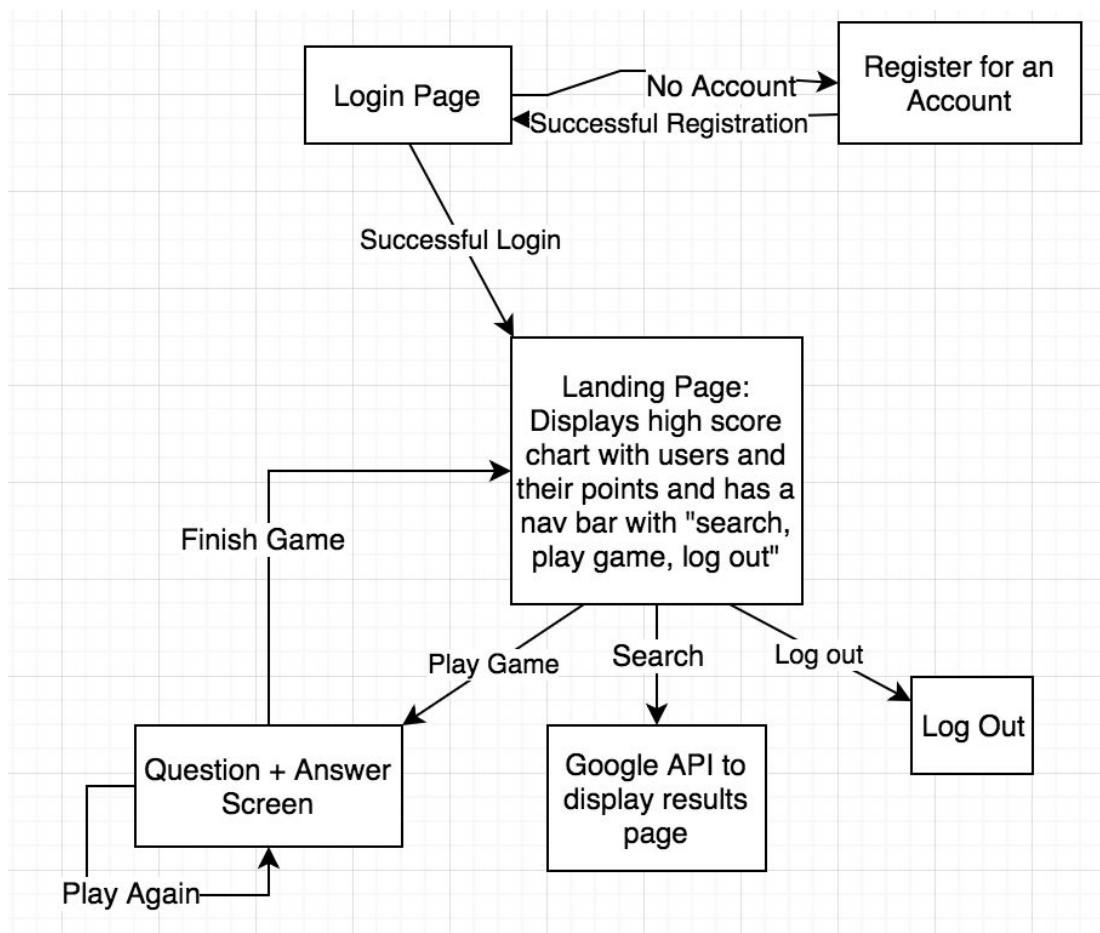 Login Page
No Account
Register for an
Account
Successful Registration
Successful Login
Landing Page:
Displays high score
chart with users and
their points and has a
nav bar with "search,
play game, log out"
Finish Game
Play Game
Search
Log out
Log Out
Question + Answer
Screen
Google API to
display results
page
Play Again